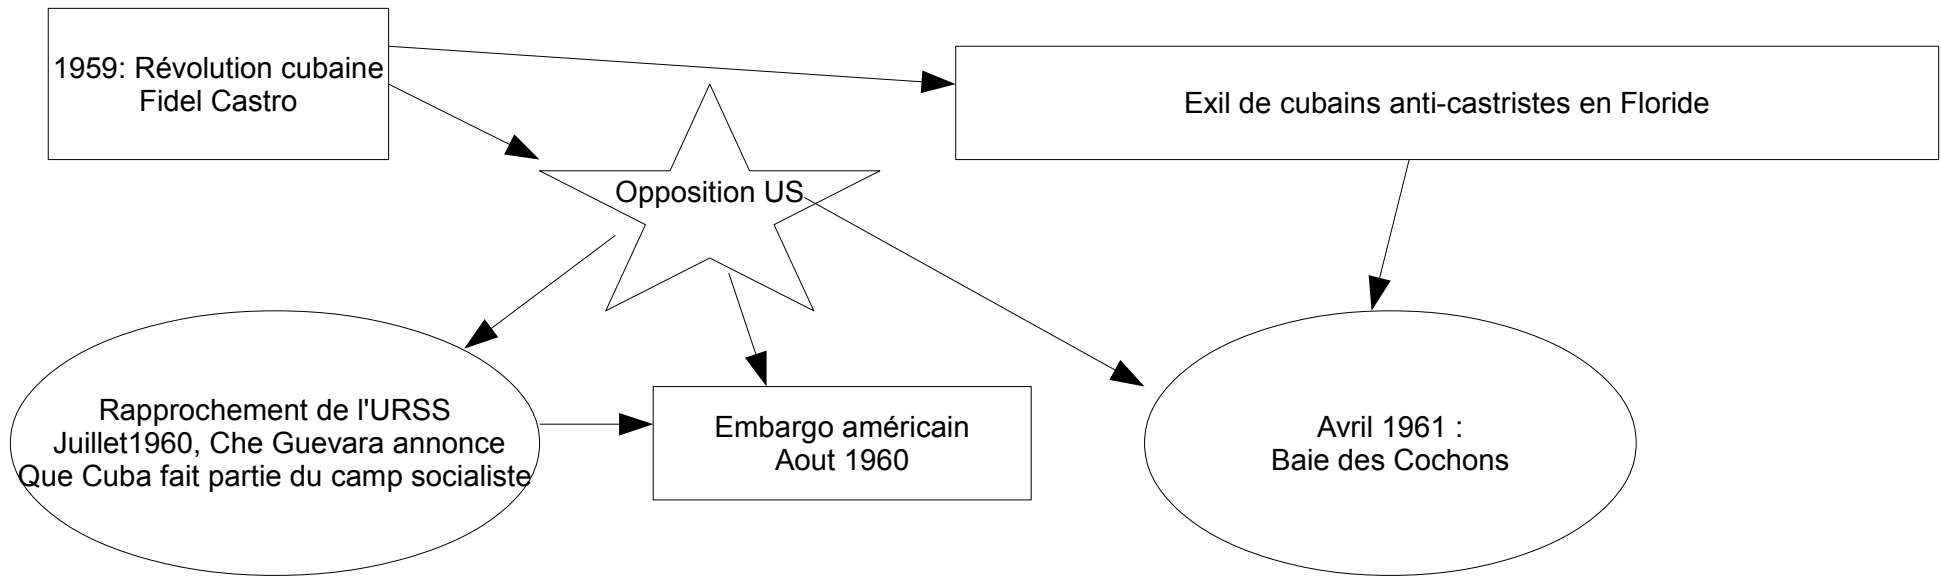 1959: Révolution cubaine
Fidel Castro
Exil de cubains anti-castristes en Floride
Opposition US
Rapprochement de l'URSS
Juillet1960, Che Guevara annonce
Que Cuba fait partie du camp socialiste
Embargo américain
Aout 1960
Avril 1961 :
Baie des Cochons